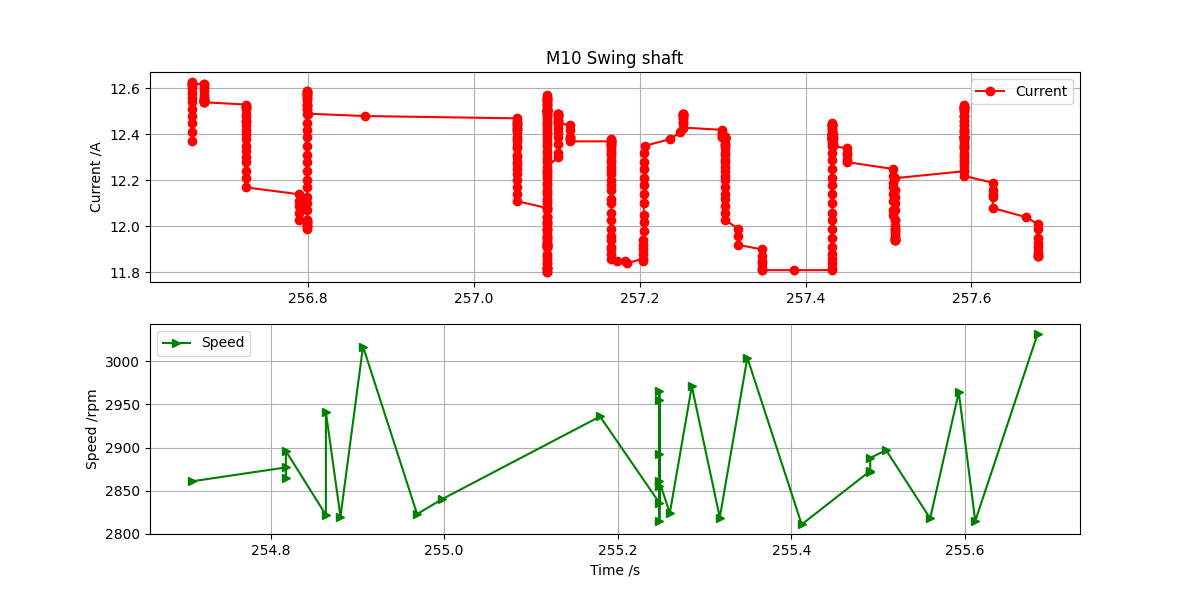 M10 Swing shaft
12.6
12.4
12.2
12.0
11.8
Current /A
Current
256.8 257.0 257.2 257.4 257.6
3000
2950
2900
2850
2800
Speed /rpm
Speed
254.8 255.0 255.2 255.4 255.6
Time /s